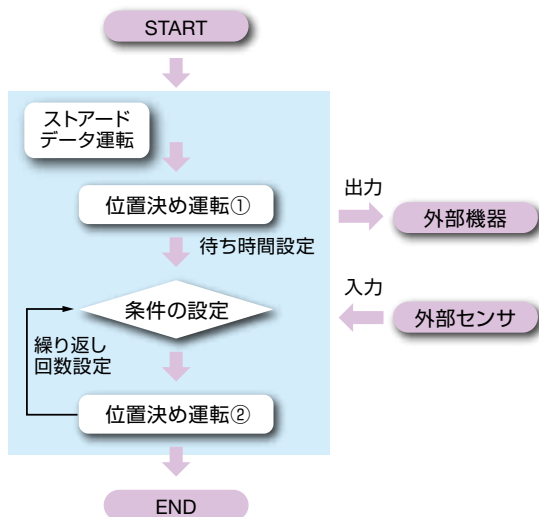 START
ストアード
データ運転
位置決め運転①
出力
外部機器
待ち時間設定
条件の設定
入力
外部センサ
繰り返し
回数設定
位置決め運転②
END